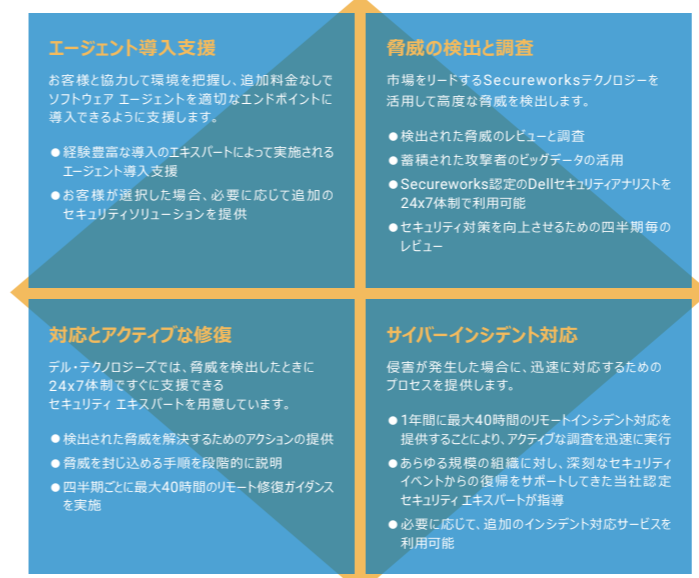 エージェント導入支援
お客様と協力して環境を把握し、追加料金なしで
ソフトウェア エージェントを適切なエンドポイントに
導入できるように支援します。
●経験豊富な導入のエキスパートによって実施される
エージェント導入支援
●お客様が選択した場合、必要に応じて追加の
セキュリティソリューションを提供
脅威の検出と調査
市場をリードするSecureworksテクノロジーを
活用して高度な脅威を検出します。
●検出された脅威のレビューと調査
●蓄積された攻撃者のビッグデータの活用
●Secureworks認定のDellセキュリティアナリストを
24x7体制で利用可能
●セキュリティ対策を向上させるための四半期毎の
レビュー
対応とアクティブな修復
デル・テクノロジーズでは、脅威を検出したときに
24x7体制ですぐに支援できる
セキュリティ エキスパートを用意しています。
●検出された脅威を解決するためのアクションの提供
●脅威を封じ込める手順を段階的に説明
●四半期ごとに最大40時間のリモート修復ガイダンス
を実施
サイバーインシデント対応
侵害が発生した場合に、迅速に対応するための
プロセスを提供します。
●1年間に最大40時間のリモートインシデント対応を
提供することにより、アクティブな調査を迅速に実行
●あらゆる規模の組織に対し、深刻なセキュリティ
イベントからの復帰をサポートしてきた当社認定
セキュリティ エキスパートが指導
●必要に応じて、追加のインシデント対応サービスを
利用可能